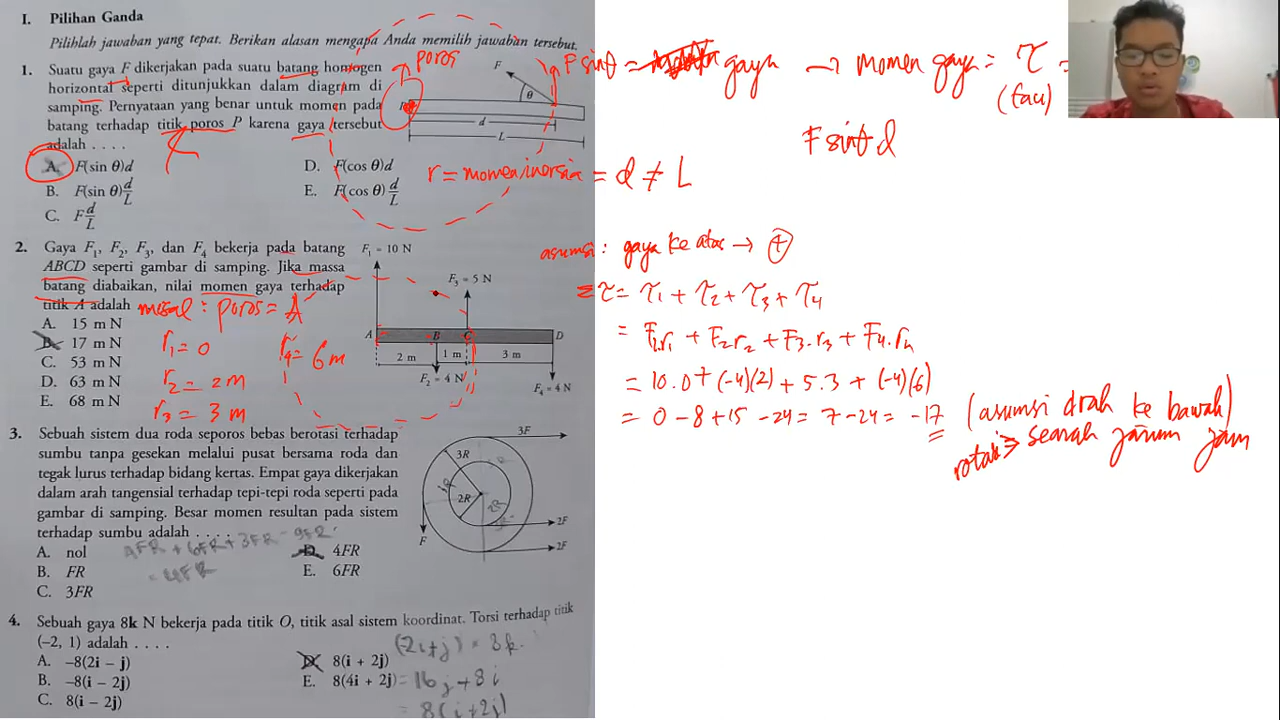 I. Pilihan Ganda
Pilihlah jawaban yang tepat. Berikan alasan mengapa Anda memilih jawaban tersebut.
1. Suatu gaya F dikerjakan pada suatu batang homogen
horizontal seperti ditunjukkan dalam diagram di
samping. Pernyataan yang benar untuk momen pada
batang terhadap titik poros P karena gaya tersebut
adalah . . . .
A. F(sin θ)d
B. F(sin θ) d/L
C. F d/L
D. F(cos θ)d
E. F(cos θ) d/L
poros
F
θ
d
L
r = momen inersia = d ≠ L
F sinθ = gaya → momen gaya = τ =
(tau)
F sinθ d
2. Gaya F1, F2, F3, dan F4 bekerja pada batang
ABCD seperti gambar di samping. Jika massa
batang diabaikan, nilai momen gaya terhadap
titik A adalah
A. 15 m N
B. 17 m N
C. 53 m N
D. 63 m N
E. 68 m N
misal : poros = A
r1 = 0
r2 = 2 m
r3 = 3 m
r4 = 6 m
F1 = 10 N
F3 = 5 N
A B C D
2 m 1 m 3 m
F2 = 4 N
F4 = 4 N
asumsi : gaya ke atas → +
Στ = τ1 + τ2 + τ3 + τ4
= F1.r1 + F2 r2 + F3.r3 + F4.r4
= 10.0 + (-4)(2) + 5.3 + (-4)(6)
= 0 - 8 + 15 - 24 = 7 - 24 = -17 (asumsi arah ke bawah)
rotasi => searah jarum jam
3. Sebuah sistem dua roda seporos bebas berotasi terhadap
sumbu tanpa gesekan melalui pusat bersama roda dan
tegak lurus terhadap bidang kertas. Empat gaya dikerjakan
dalam arah tangensial terhadap tepi-tepi roda seperti pada
gambar di samping. Besar momen resultan pada sistem
terhadap sumbu adalah . . . .
A. nol
B. FR
C. 3FR
D. 4FR
E. 6FR
3F
3R
2R
2R
F
2F
2F
4. Sebuah gaya 8k N bekerja pada titik O, titik asal sistem koordinat. Torsi terhadap titik
(–2, 1) adalah . . . .
A. –8(2i – j)
B. –8(i – 2j)
C. 8(i – 2j)
D. 8(i + 2j)
E. 8(4i + 2j)
= 16j + 8i
= 8(i + 2j)